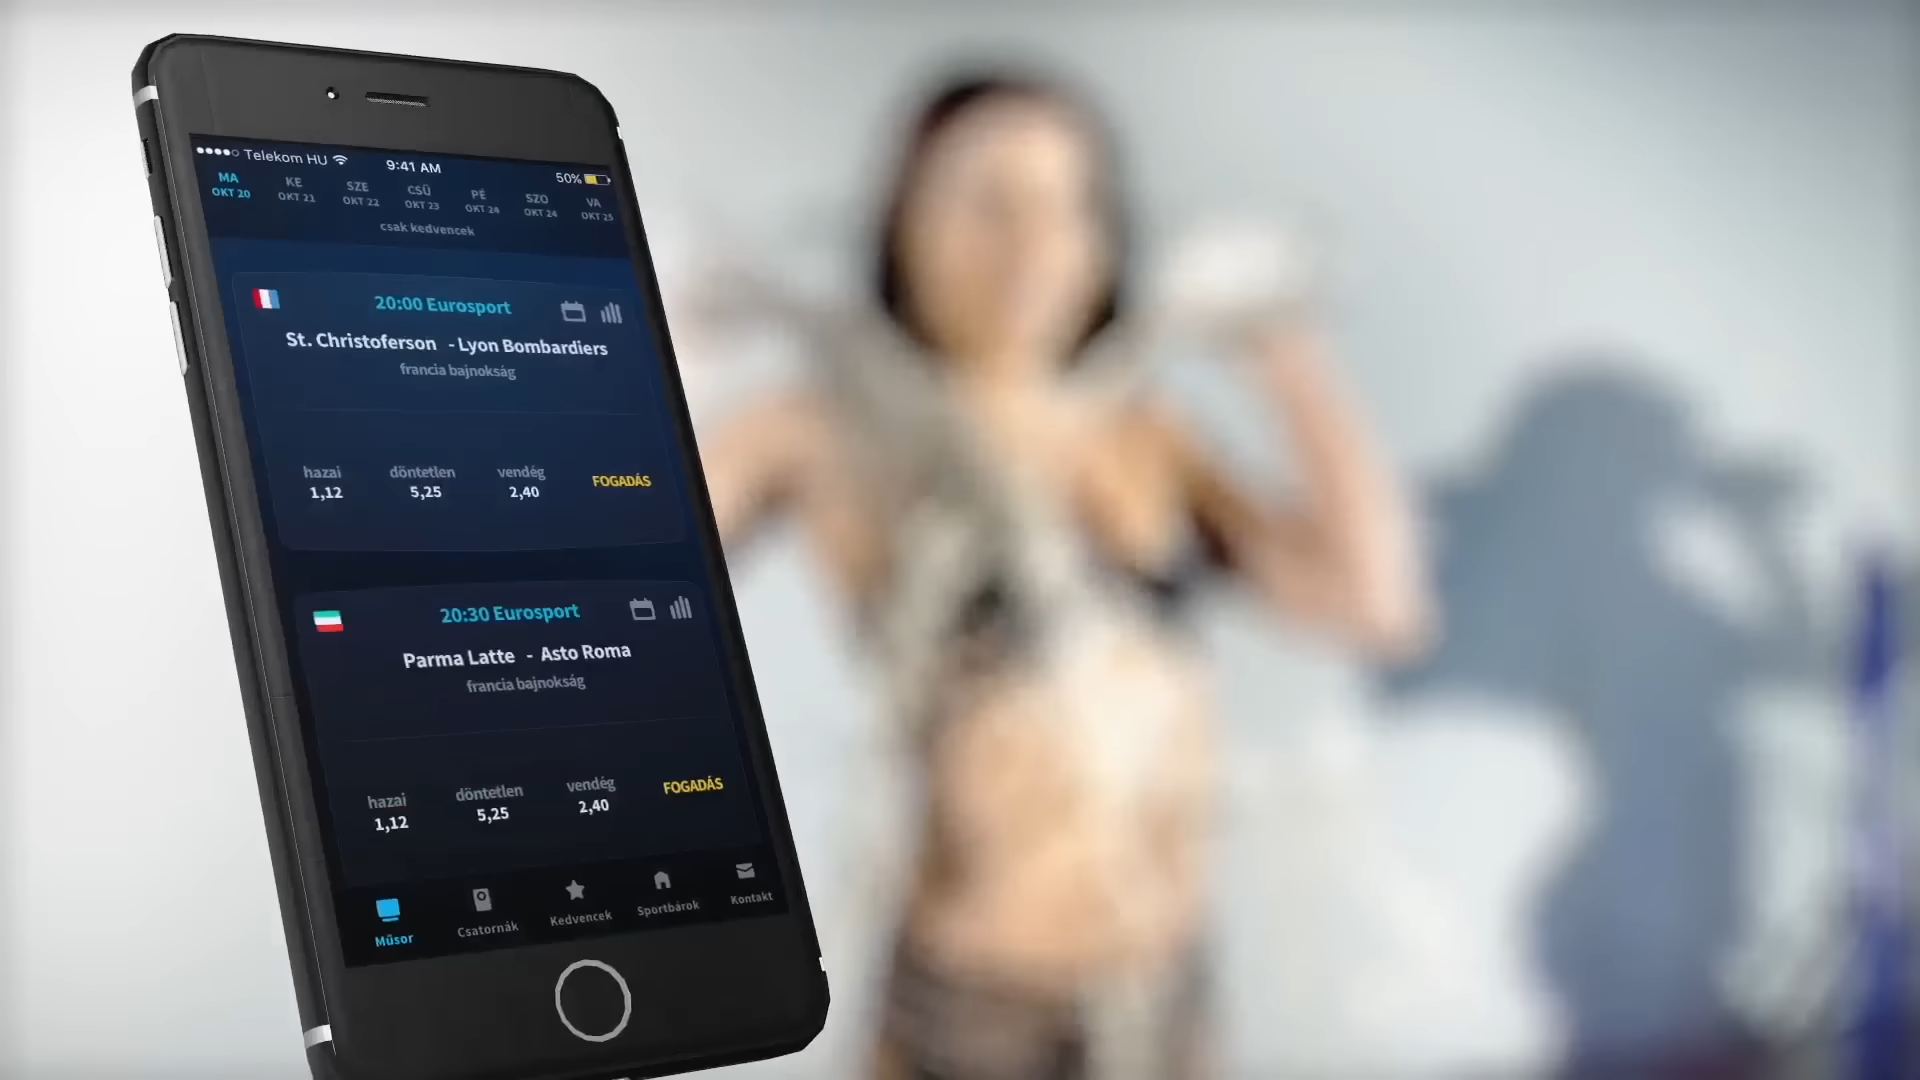 Telekom HU 9:41 AM 50%
MA KE SZE CSÜ PÉ SZO VA
OKT 20 OKT 21 OKT 22 OKT 23 OKT 24 OKT 24 OKT 25
csak kedvencek
20:00 Eurosport
St. Christoferson - Lyon Bombardiers
francia bajnokság
hazai döntetlen vendég
1,12 5,25 2,40 FOGADÁS
20:30 Eurosport
Parma Latte - Asto Roma
francia bajnokság
hazai döntetlen vendég FOGADÁS
1,12 5,25 2,40
Műsor Csatornák Kedvencek Sportbárok Kontakt